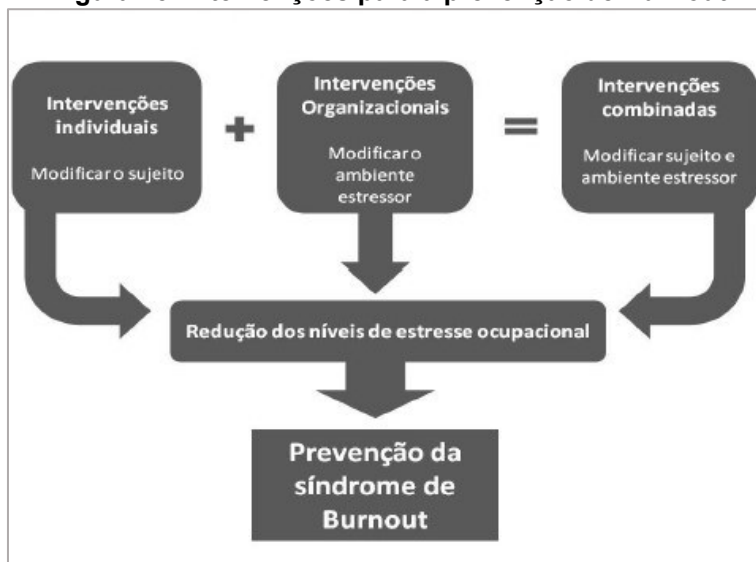 Intervenções
individuais
Modificar o sujeito
+
Intervenções
Organizacionais
Modificar o
ambiente
estressor
=
Intervenções
combinadas
Modificar sujeito e
ambiente estressor
Redução dos níveis de estresse ocupacional
Prevenção da
síndrome de
Burnout